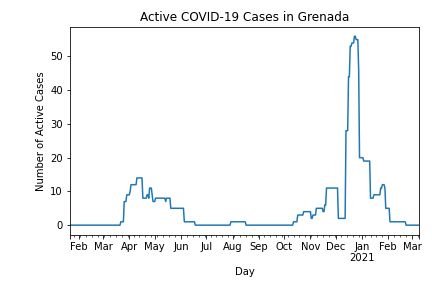 Active COVID-19 Cases in Grenada
Number of Active Cases
50
40
30
20
10
0
Feb Mar Apr May Jun Jul Aug Sep Oct Nov Dec Jan Feb Mar
2021
Day